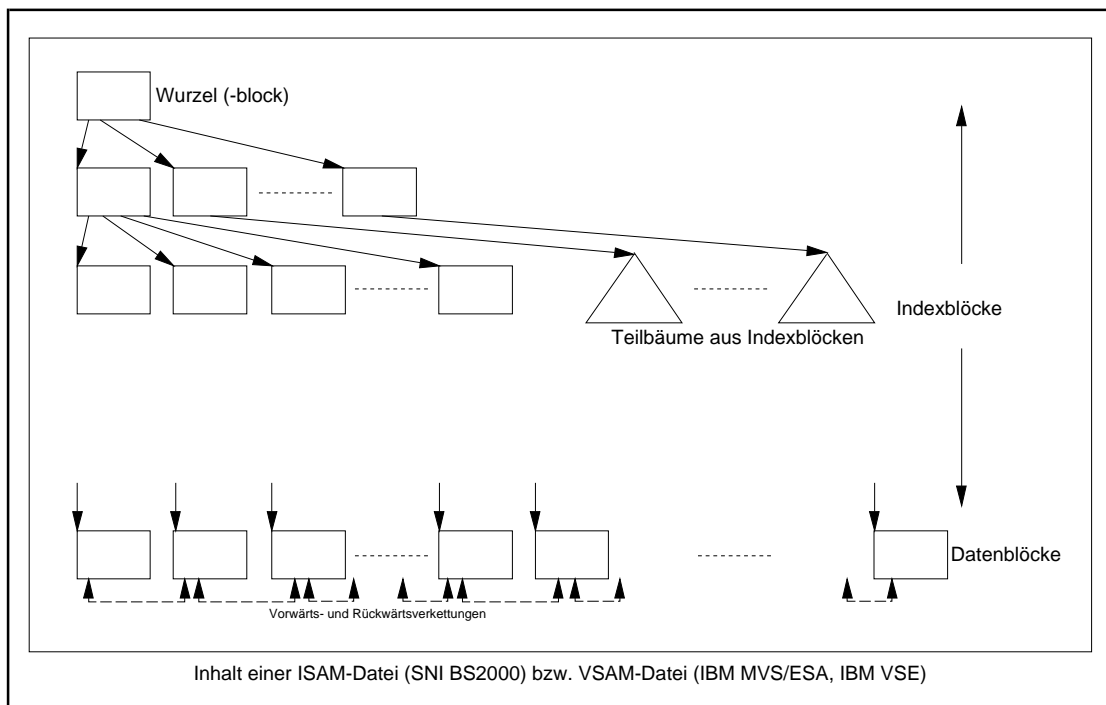 Wurzel (-block)
Indexblöcke
Teilbäume aus Indexblöcken
Datenblöcke
Vorwärts- und Rückwärtsverkettungen
Inhalt einer ISAM-Datei (SNI BS2000) bzw. VSAM-Datei (IBM MVS/ESA, IBM VSE)